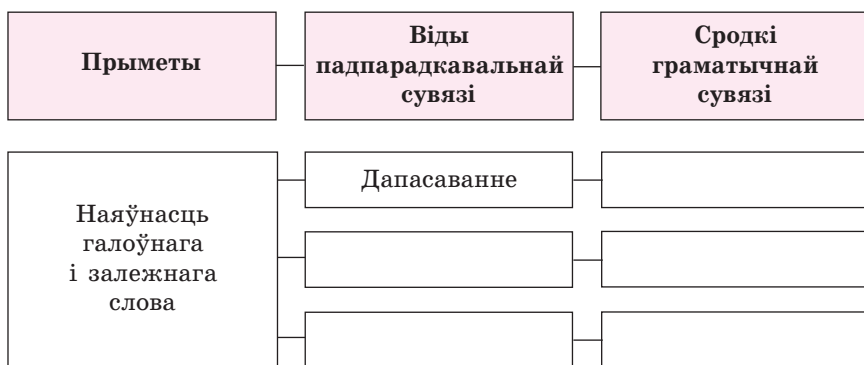 Прыметы
Віды
падпарадкавальнай
сувязі
Сродкі
граматычнай
сувязі
Наяўнасць
галоўнага
і залежнага
слова
Дапасаванне